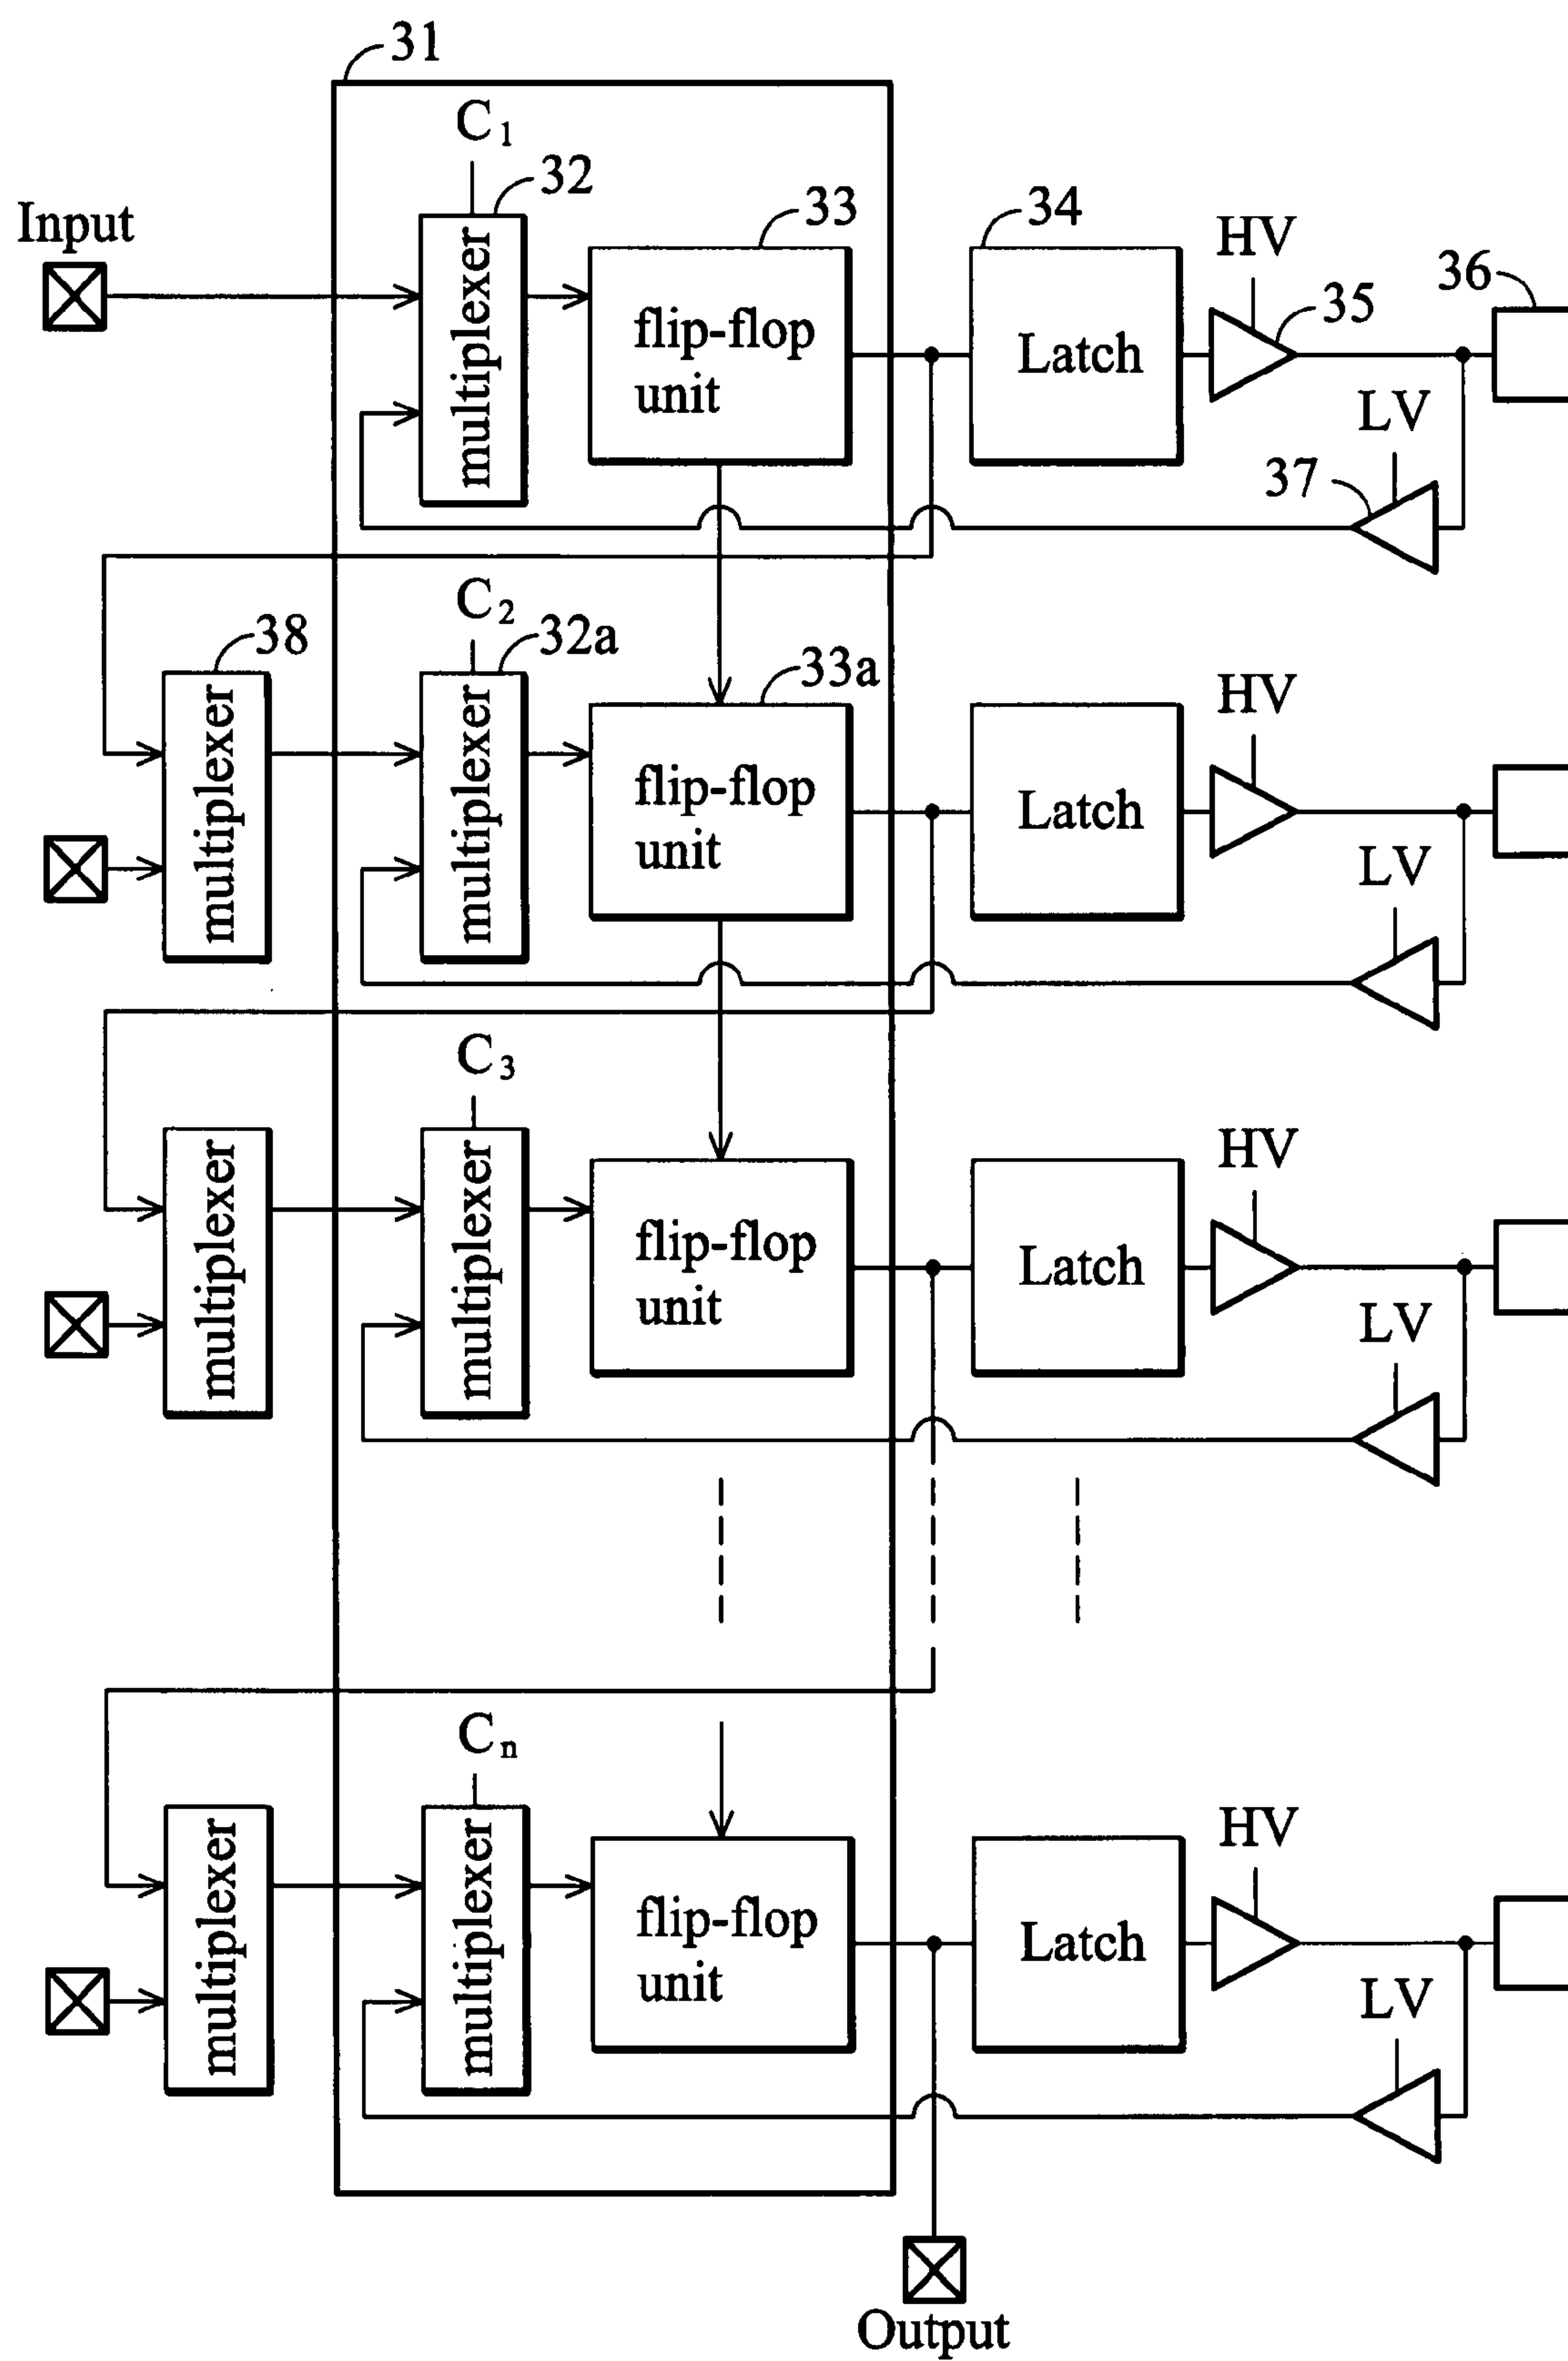 31
C1
32
Input
33
34
HV
36
35
multiplexer
flip-flop
unit
Latch
LV
37
C2
38
32a
33a
HV
multiplexer
multiplexer
flip-flop
unit
Latch
LV
C3
HV
multiplexer
multiplexer
flip-flop
unit
Latch
LV
Cn
HV
multiplexer
multiplexer
flip-flop
unit
Latch
LV
Output